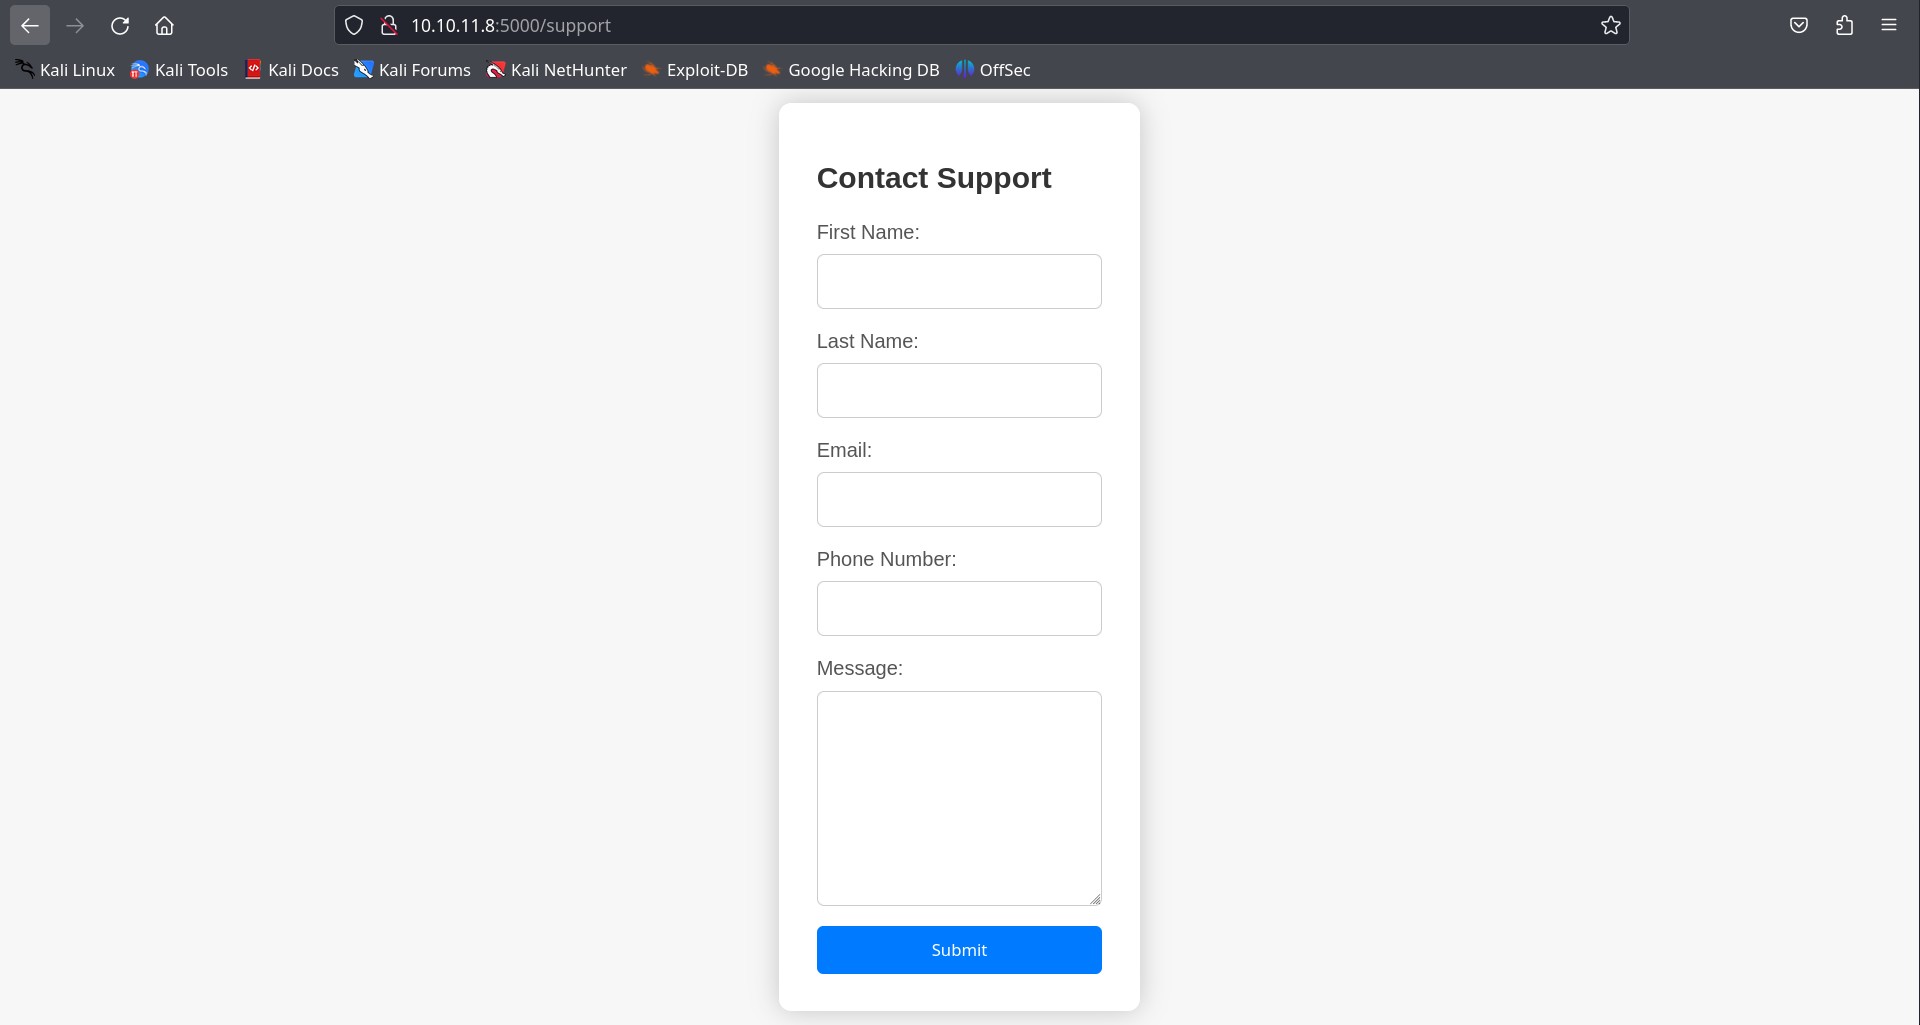 10.10.11.8:5000/support
Kali Linux Kali Tools Kali Docs Kali Forums Kali NetHunter Exploit-DB Google Hacking DB OffSec
Contact Support
First Name:
Last Name:
Email:
Phone Number:
Message:
Submit